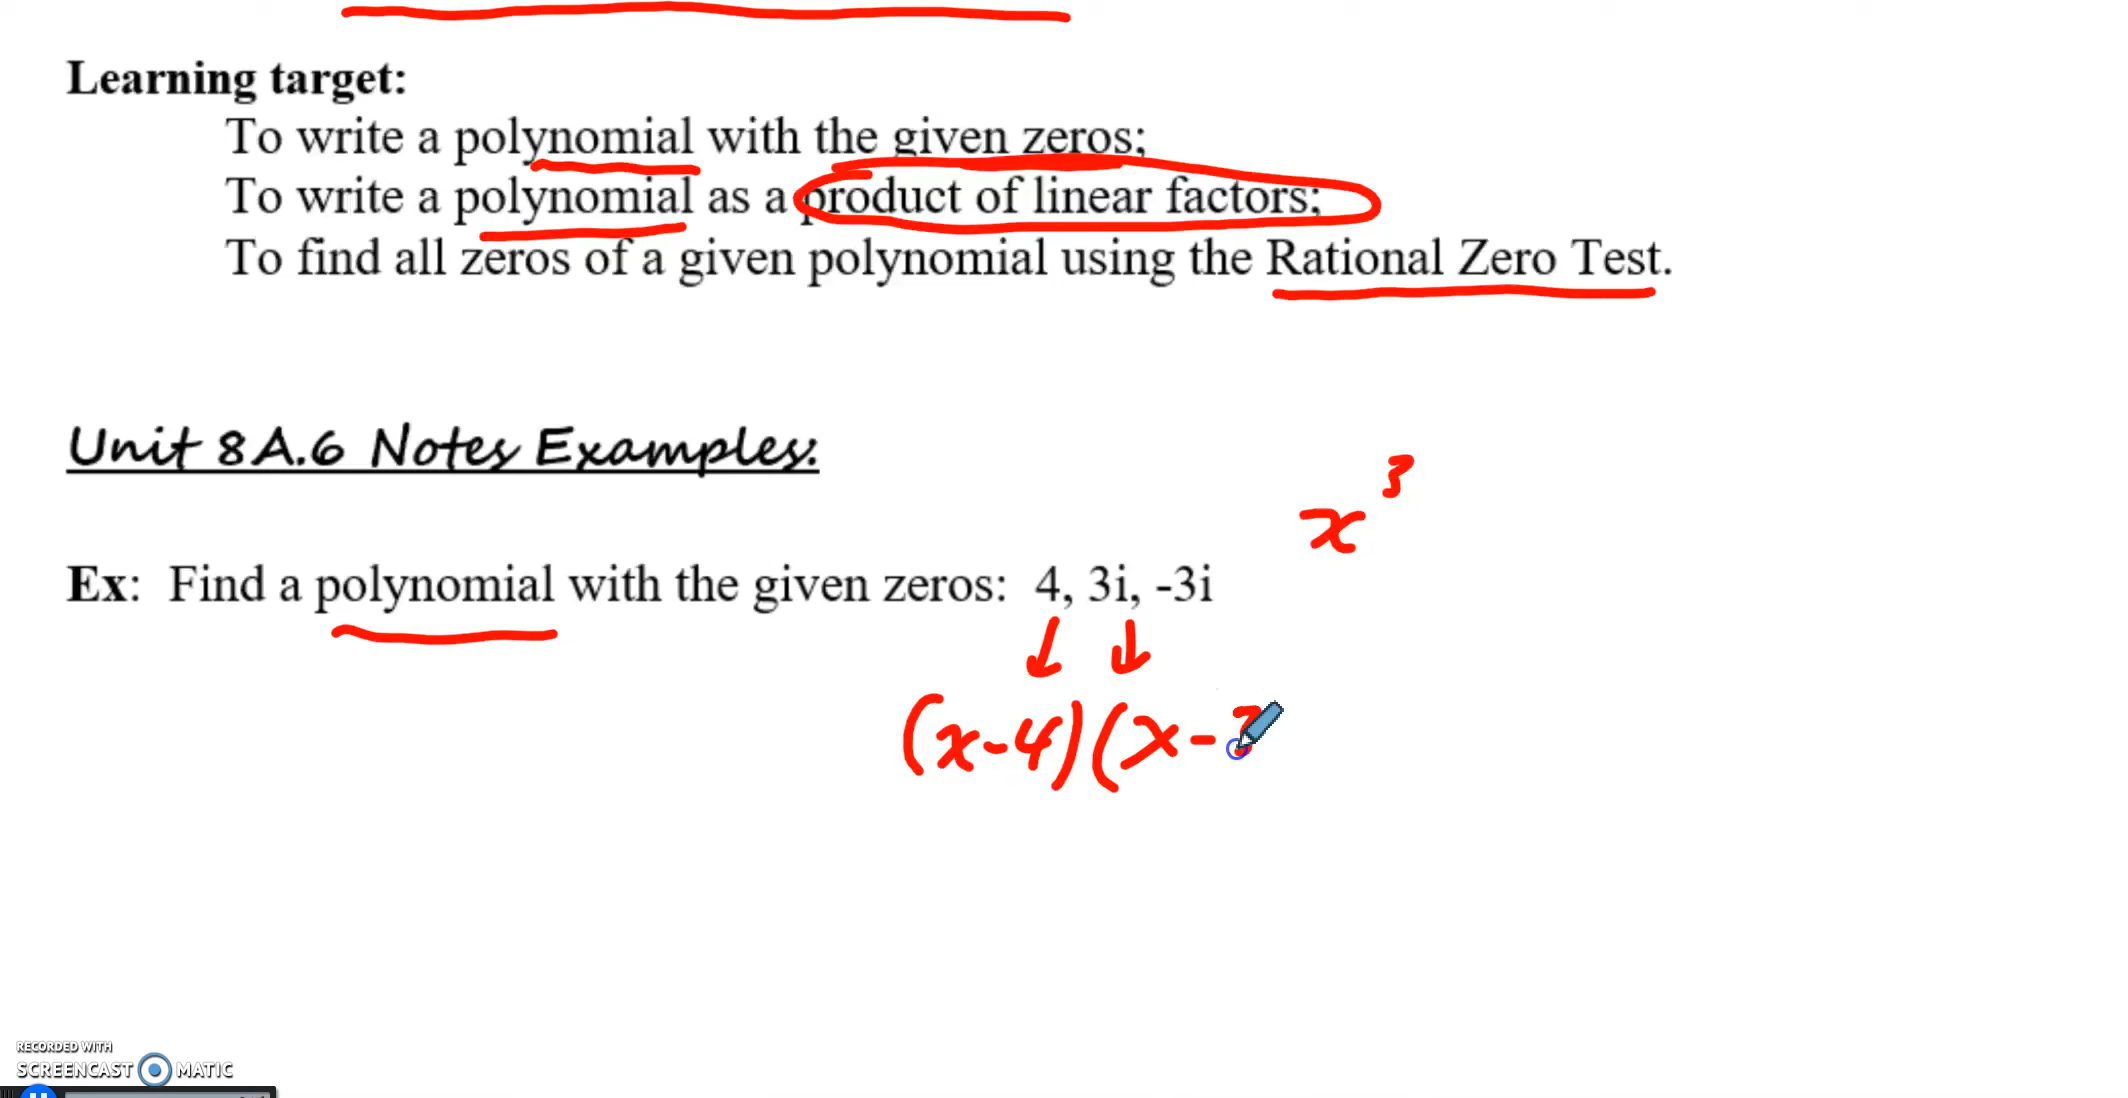 Learning target:
To write a polynomial with the given zeros;
To write a polynomial as a product of linear factors;
To find all zeros of a given polynomial using the Rational Zero Test.
Unit 8A.6 Notes Examples:
x³
Ex: Find a polynomial with the given zeros: 4, 3i, -3i
(x-4)(x-3
RECORDED WITH
SCREENCAST MATIC